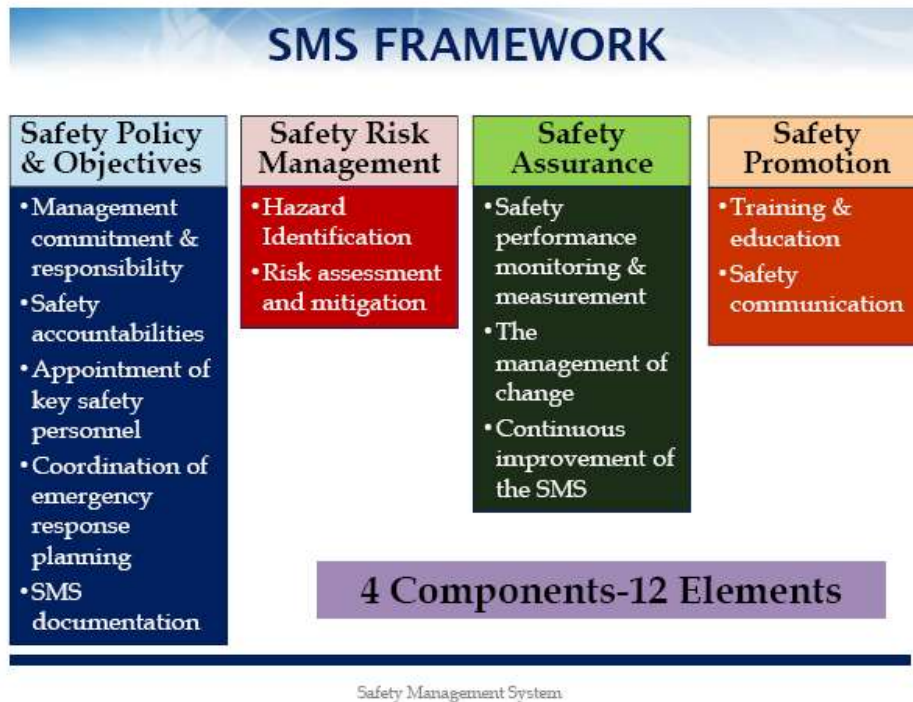 SMS FRAMEWORK
Safety Policy
& Objectives
• Management
commitment &
responsibility
• Safety
accountabilities
• Appointment of
key safety
personnel
• Coordination of
emergency
response
planning
• SMS
documentation
Safety Risk
Management
• Hazard
Identification
• Risk assessment
and mitigation
Safety
Assurance
• Safety
performance
monitoring &
measurement
• The
management of
change
• Continuous
improvement of
the SMS
Safety
Promotion
• Training &
education
• Safety
communication
4 Components-12 Elements
Safety Management System